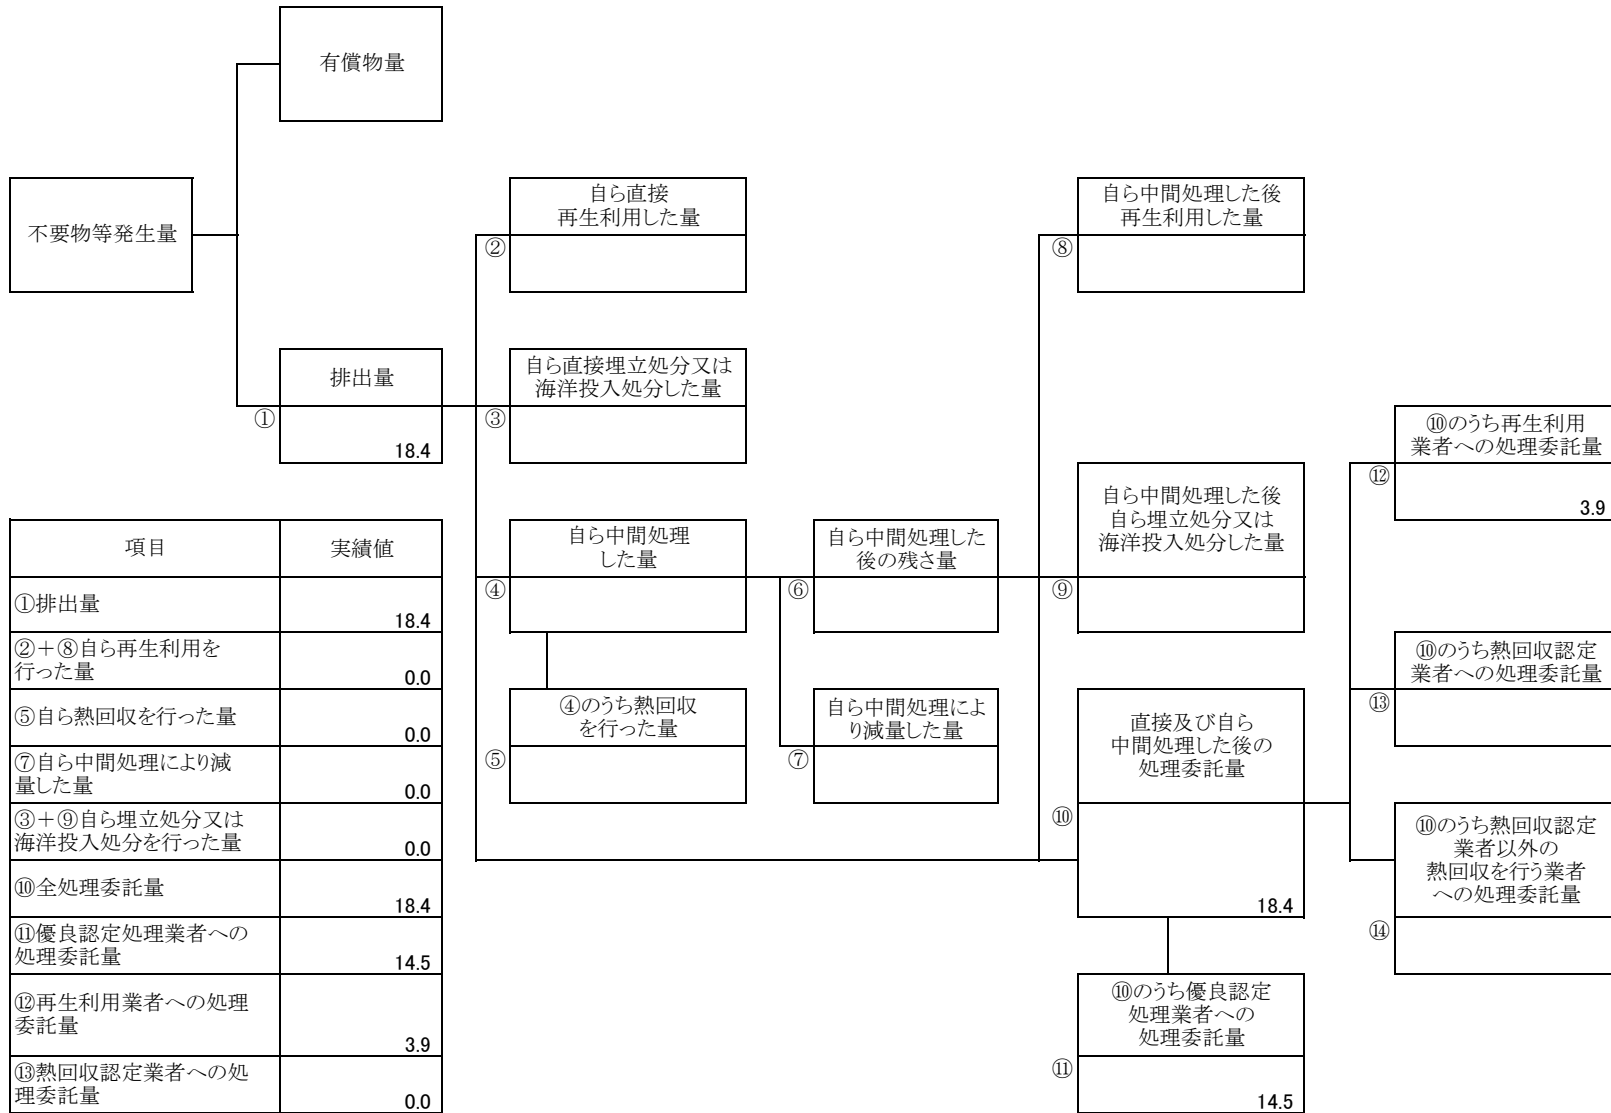 有償物量
不要物等発生量
自ら直接
再生利用した量
②
自ら中間処理した後
再生利用した量
⑧
排出量
①
18.4
自ら直接埋立処分又は
海洋投入処分した量
③
⑩のうち再生利用
業者への処理委託量
⑫
3.9
自ら中間処理
した量
④
自ら中間処理した
後の残さ量
⑥
自ら中間処理した後
自ら埋立処分又は
海洋投入処分した量
⑨
⑩のうち熱回収認定
業者への処理委託量
⑬
④のうち熱回収
を行った量
⑤
自ら中間処理によ
り減量した量
⑦
直接及び自ら
中間処理した後の
処理委託量
⑩
18.4
⑩のうち熱回収認定
業者以外の
熱回収を行う業者
への処理委託量
⑭
⑩のうち優良認定
処理業者への
処理委託量
⑪
14.5
項目 実績値
①排出量 18.4
②+⑧自ら再生利用を
行った量 0.0
⑤自ら熱回収を行った量 0.0
⑦自ら中間処理により減
量した量 0.0
③+⑨自ら埋立処分又は
海洋投入処分を行った量 0.0
⑩全処理委託量 18.4
⑪優良認定処理業者への
処理委託量 14.5
⑫再生利用業者への処理
委託量 3.9
⑬熱回収認定業者への処
理委託量 0.0